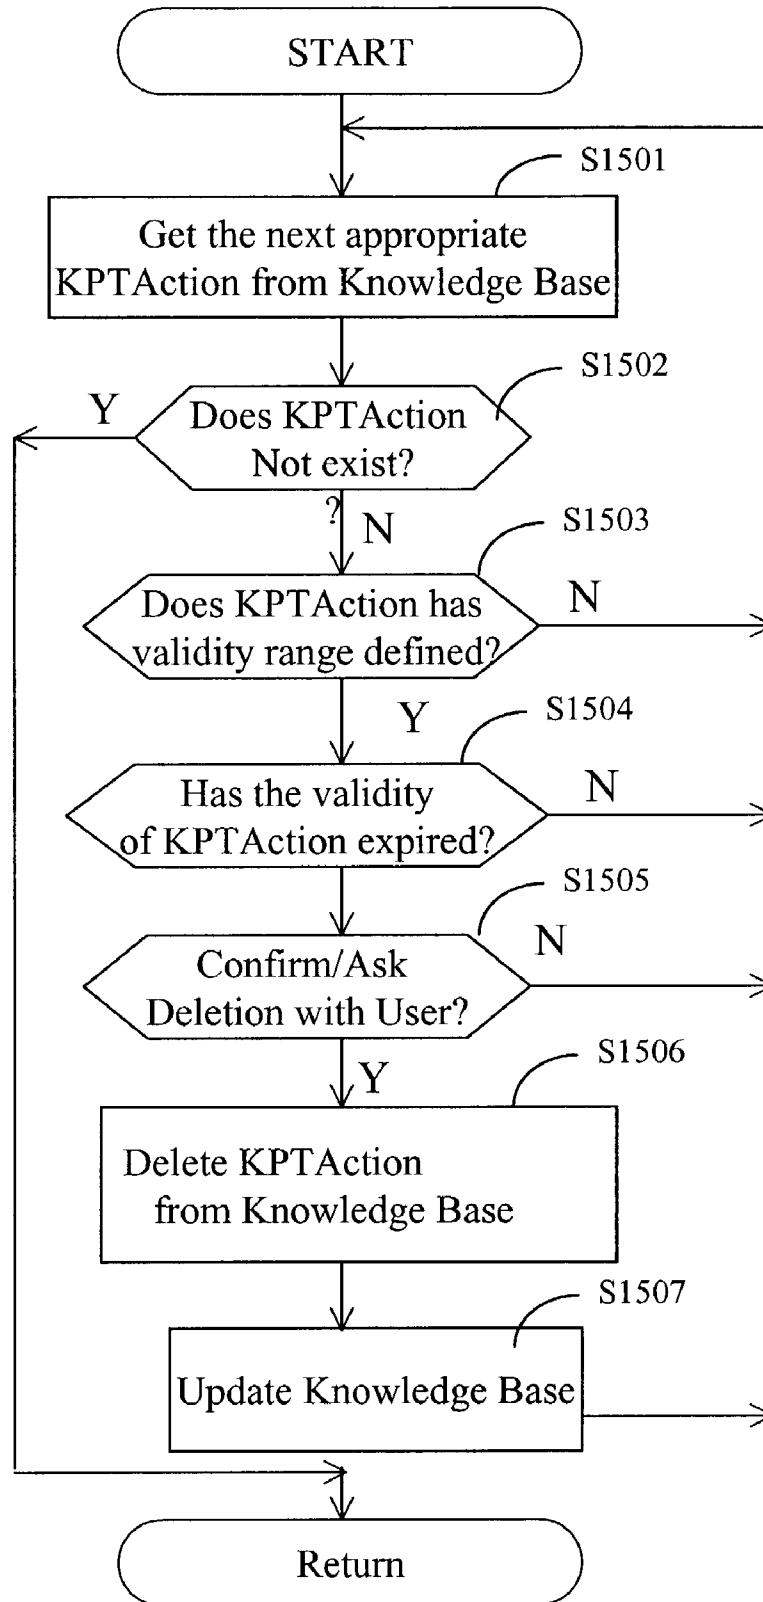 START
S1501
Get the next appropriate
KPTAction from Knowledge Base
S1502
Y
Does KPTAction
Not exist?
?
N
S1503
Does KPTAction has
validity range defined?
N
Y
S1504
Has the validity
of KPTAction expired?
N
S1505
Confirm/Ask
Deletion with User?
N
Y
S1506
Delete KPTAction
from Knowledge Base
S1507
Update Knowledge Base
Return